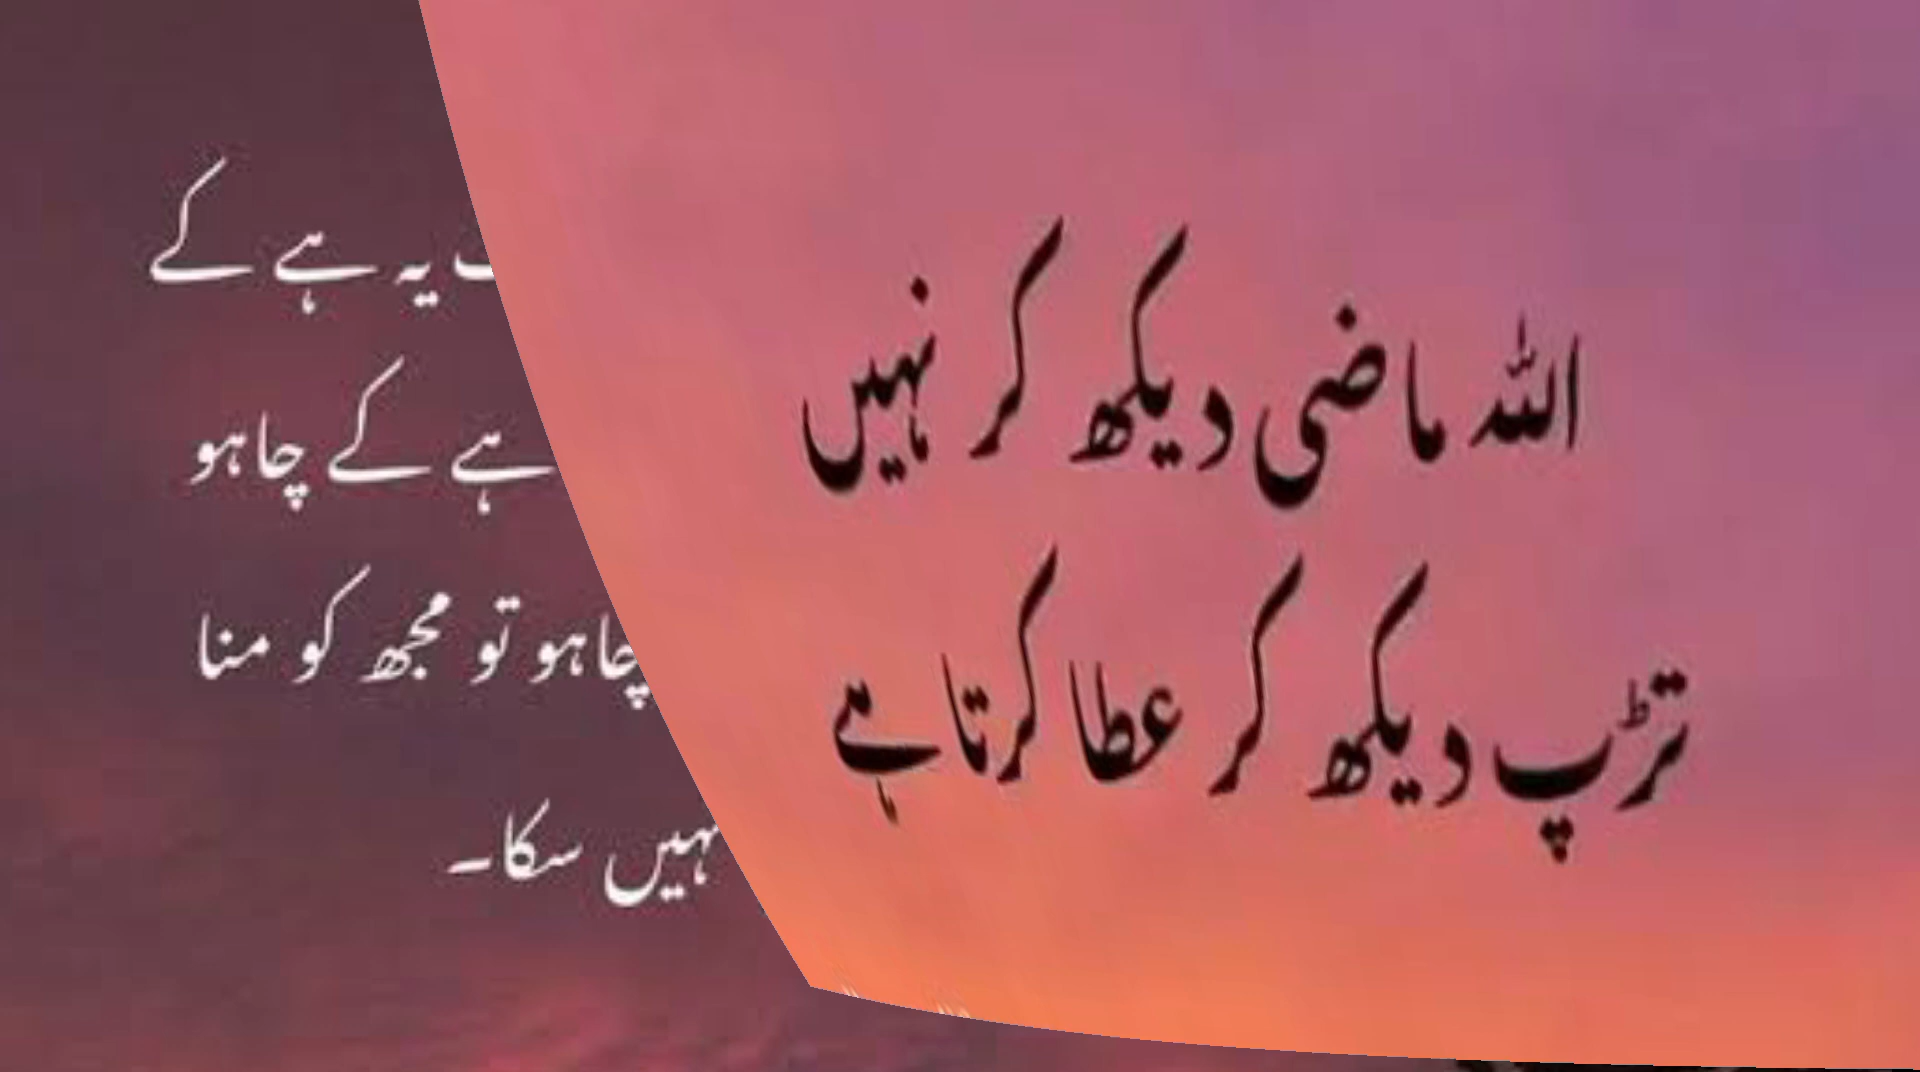 اللہ ماضی دیکھ کر نہیں
تڑپ دیکھ کر عطا کرتا ہے
یہ ہے کے
ہے کے چاہو
چاہو تو مجھ کو منا
نہیں سکا۔